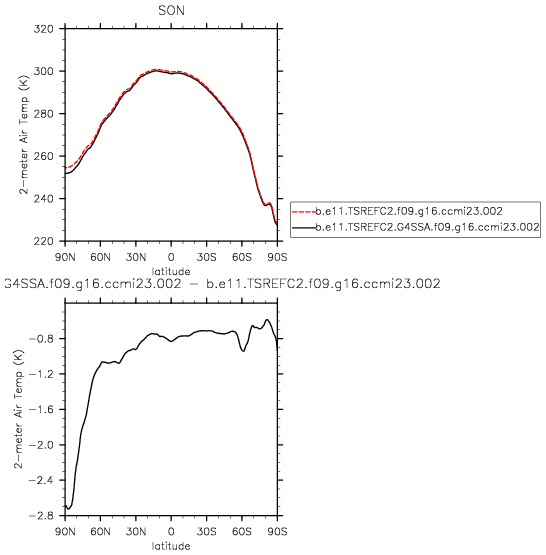 SON
320
300
280
260
240
220
2-meter Air Temp (K)
90N 60N 30N 0 30S 60S 90S
latitude
b.e11.TSREFC2.f09.g16.ccmi23.002
b.e11.TSREFC2.G4SSA.f09.g16.ccmi23.002
G4SSA.f09.g16.ccmi23.002 - b.e11.TSREFC2.f09.g16.ccmi23.002
-0.8
-1.2
-1.6
-2.0
-2.4
-2.8
2-meter Air Temp (K)
90N 60N 30N 0 30S 60S 90S
latitude